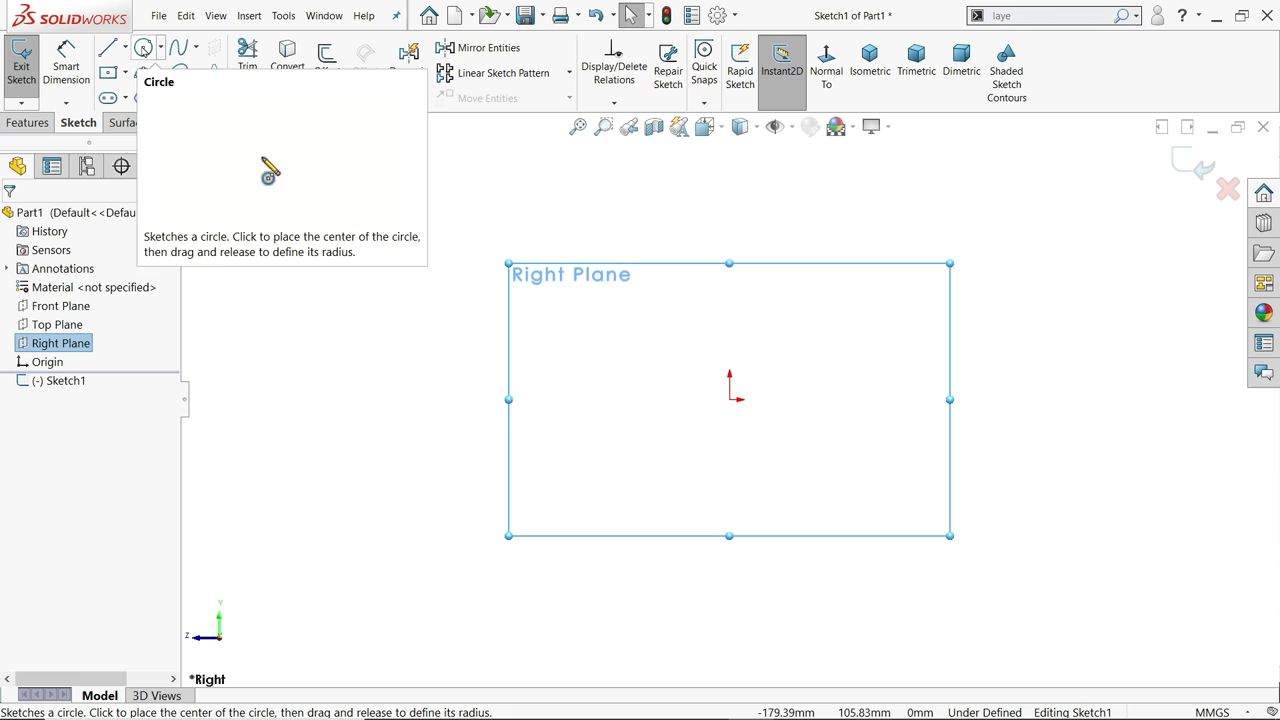 SOLIDWORKS
File Edit View Insert Tools Window Help
Sketch1 of Part1 *
laye
?
Exit Sketch
Smart Dimension
Trim
Convert
Mirror Entities
Linear Sketch Pattern
Move Entities
Display/Delete Relations
Repair Sketch
Quick Snaps
Rapid Sketch
Instant2D
Normal To
Isometric
Trimetric
Dimetric
Shaded Sketch Contours
Features
Sketch
Circle
Sketches a circle. Click to place the center of the circle,
then drag and release to define its radius.
Part1 (Default<<Defau
History
Sensors
Annotations
Material <not specified>
Front Plane
Top Plane
Right Plane
Origin
(-) Sketch1
Right Plane
Y
Z
*Right
Model
3D Views
Sketches a circle. Click to place the center of the circle, then drag and release to define its radius.
-179.39mm 105.83mm 0mm Under Defined Editing Sketch1 MMGS